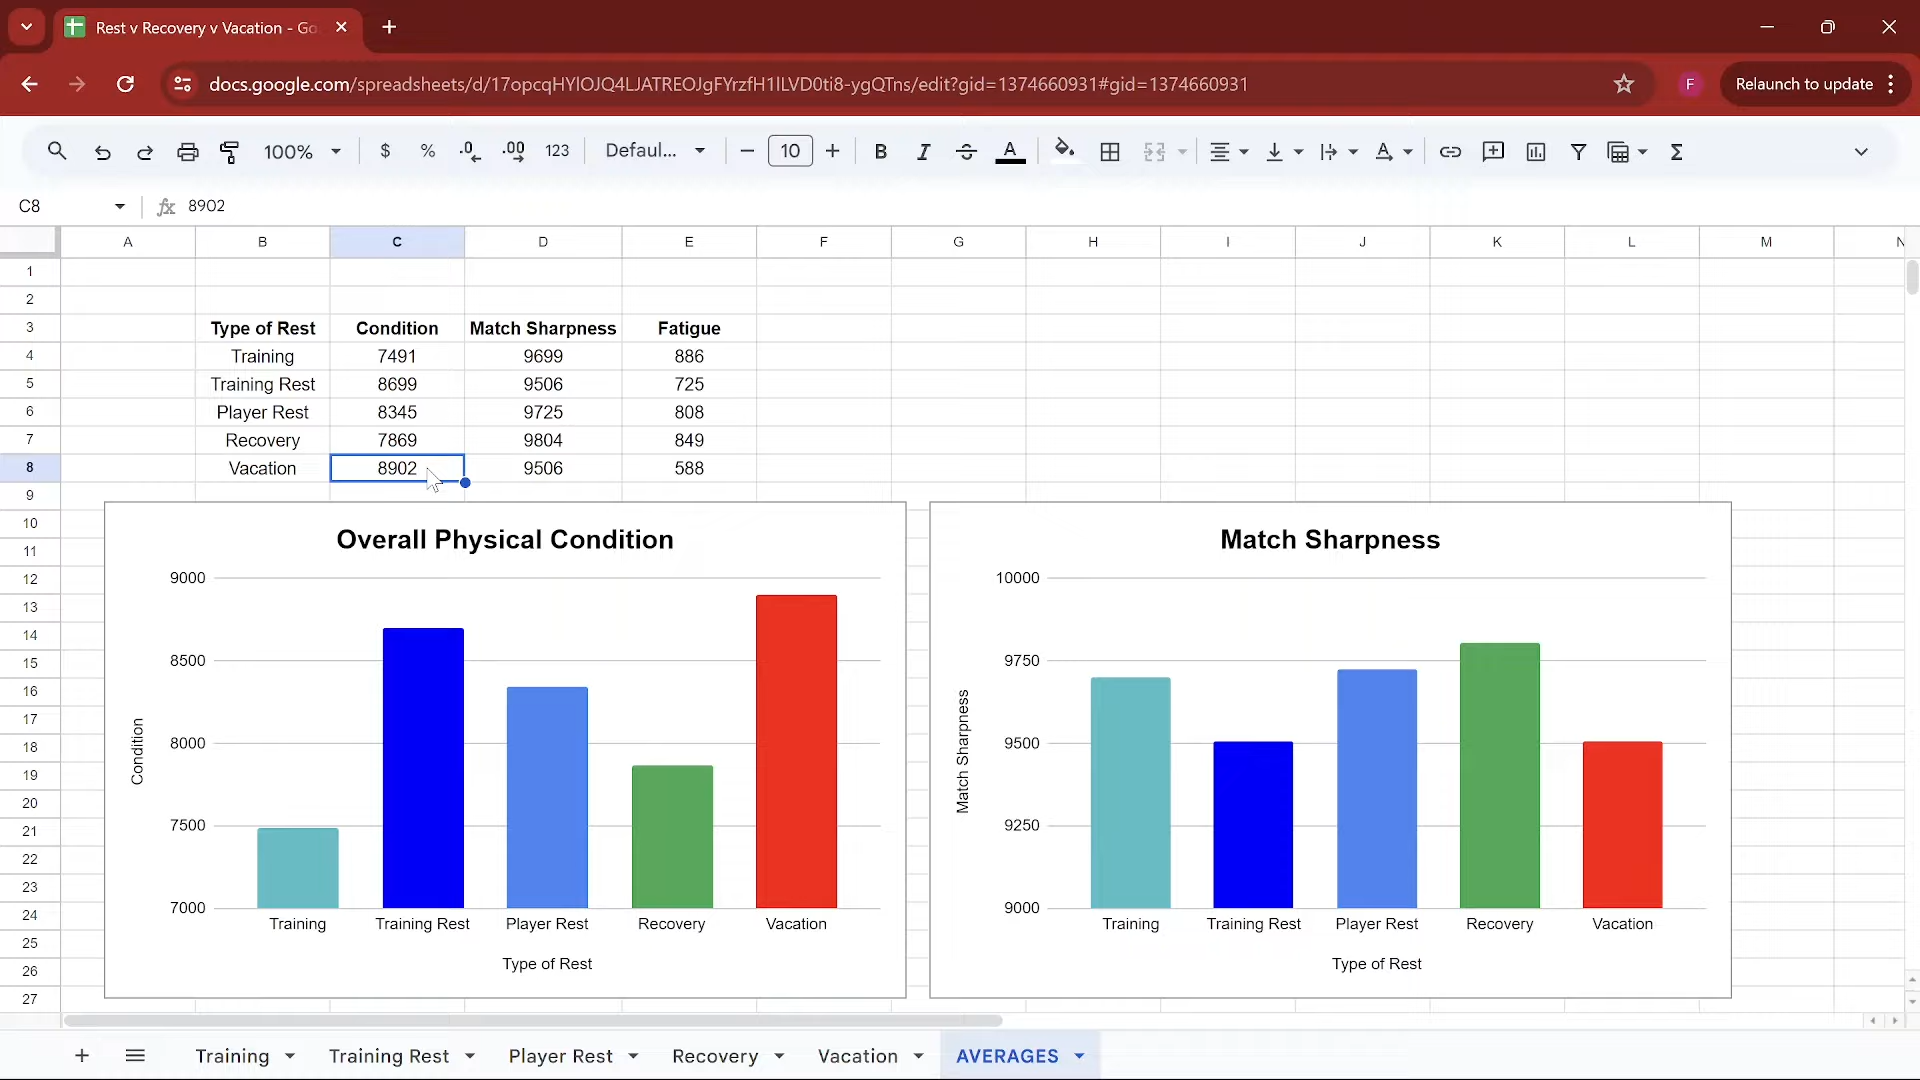 Rest v Recovery v Vacation - Go
docs.google.com/spreadsheets/d/17opcqHYlOJQ4LJATREOJgFYrzfH1lLVD0ti8-ygQTns/edit?gid=1374660931#gid=1374660931
F
Relaunch to update
100% $ % .0 .00 123 Defaul... 10 B I A
C8 fx 8902
A B C D E F G H I J K L M N
1
2
3 Type of Rest Condition Match Sharpness Fatigue
4 Training 7491 9699 886
5 Training Rest 8699 9506 725
6 Player Rest 8345 9725 808
7 Recovery 7869 9804 849
8 Vacation 8902 9506 588
9
10
11
12
13
14
15
16
17
18
19
20
21
22
23
24
25
26
27
Overall Physical Condition
9000
8500
8000
7500
7000
Condition
Training Training Rest Player Rest Recovery Vacation
Type of Rest
Match Sharpness
10000
9750
9500
9250
9000
Match Sharpness
Training Training Rest Player Rest Recovery Vacation
Type of Rest
Training Training Rest Player Rest Recovery Vacation AVERAGES